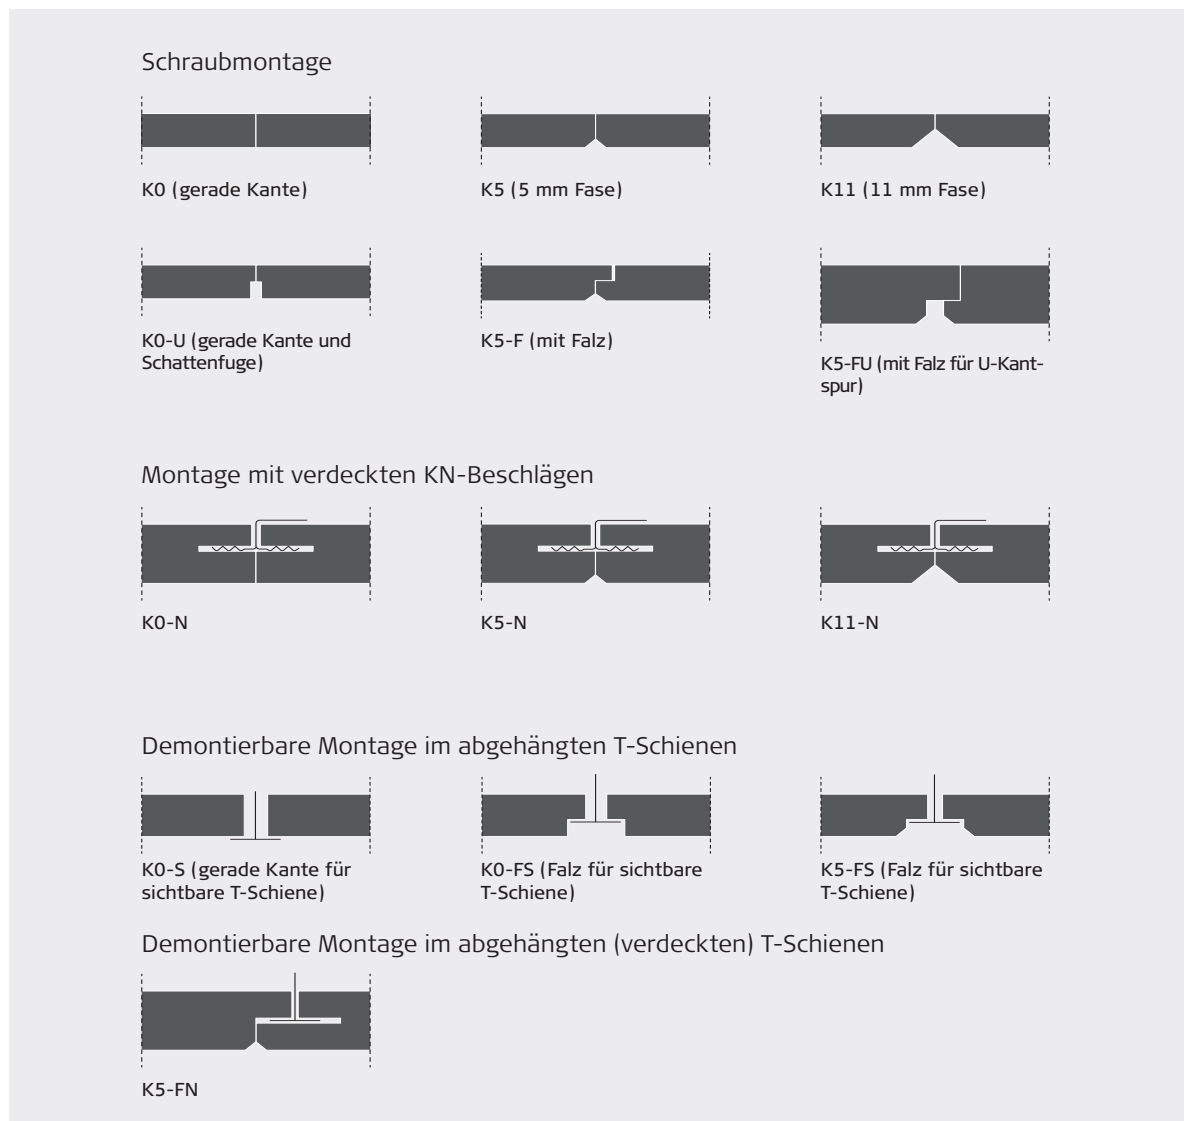 Schraubmontage
K0 (gerade Kante)
K5 (5 mm Fase)
K11 (11 mm Fase)
K0-U (gerade Kante und
Schattenfuge)
K5-F (mit Falz)
K5-FU (mit Falz für U-Kant-
spur)
Montage mit verdeckten KN-Beschlägen
K0-N
K5-N
K11-N
Demontierbare Montage im abgehängten T-Schienen
K0-S (gerade Kante für
sichtbare T-Schiene)
K0-FS (Falz für sichtbare
T-Schiene)
K5-FS (Falz für sichtbare
T-Schiene)
Demontierbare Montage im abgehängten (verdeckten) T-Schienen
K5-FN